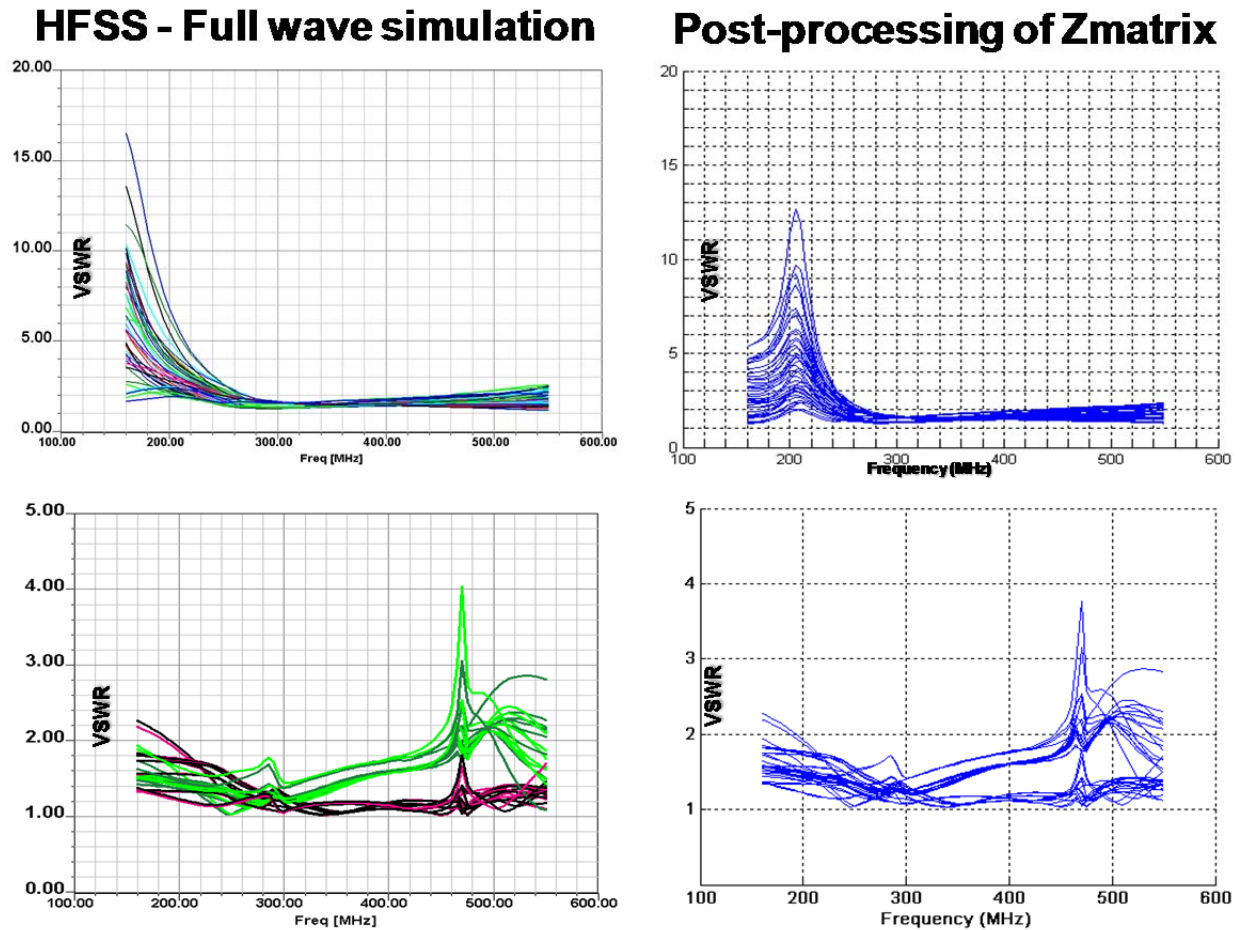 HFSS - Full wave simulation
Post-processing of Zmatrix
20.00
15.00
10.00
5.00
0.00
VSWR
100.00 200.00 300.00 400.00 500.00 600.00
Freq [MHz]
20
15
10
5
0
VSWR
100 200 300 400 500 600
Frequency (MHz)
5.00
4.00
3.00
2.00
1.00
0.00
VSWR
100.00 200.00 300.00 400.00 500.00 600.00
Freq [MHz]
5
4
3
2
1
VSWR
100 200 300 400 500 600
Frequency (MHz)